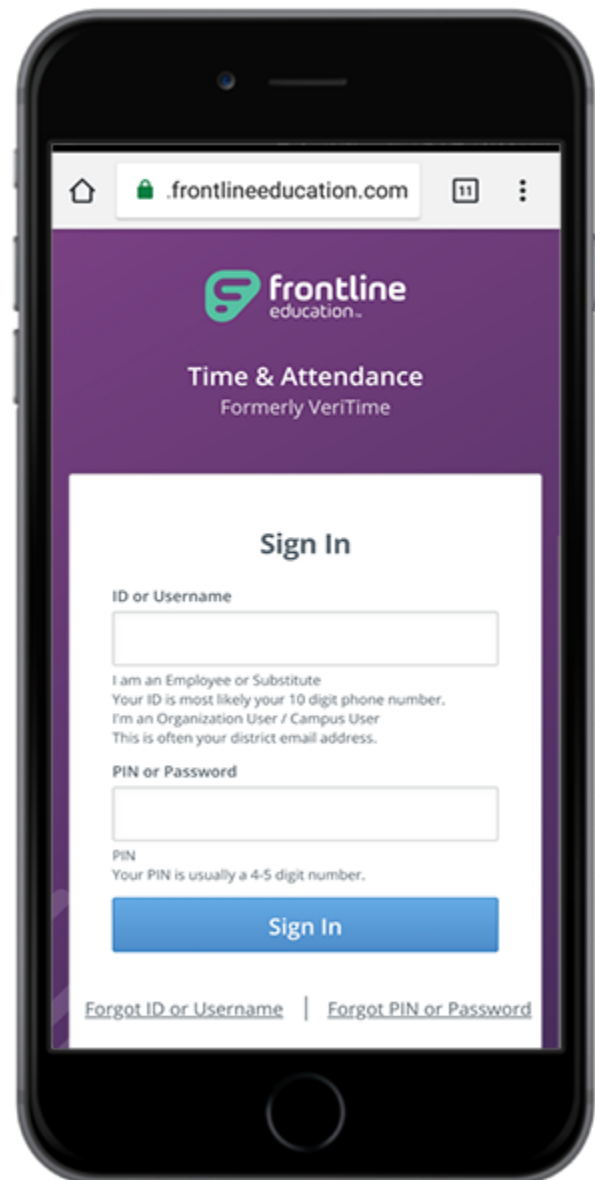 .frontlineeducation.com
11
frontline
education™
Time & Attendance
Formerly VeriTime
Sign In
ID or Username
I am an Employee or Substitute
Your ID is most likely your 10 digit phone number.
I'm an Organization User / Campus User
This is often your district email address.
PIN or Password
PIN
Your PIN is usually a 4-5 digit number.
Sign In
Forgot ID or Username | Forgot PIN or Password